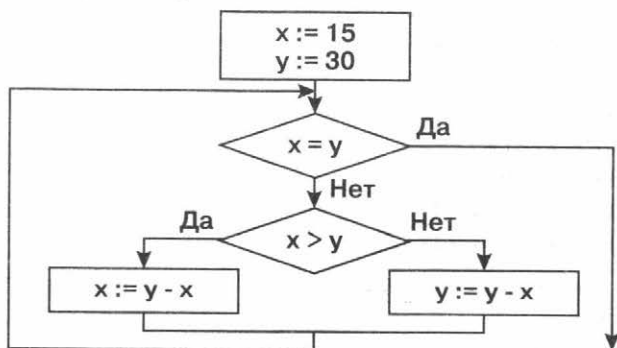 x := 15
y := 30
x = y
Да
Нет
x > y
Да
Нет
x := y - x
y := y - x